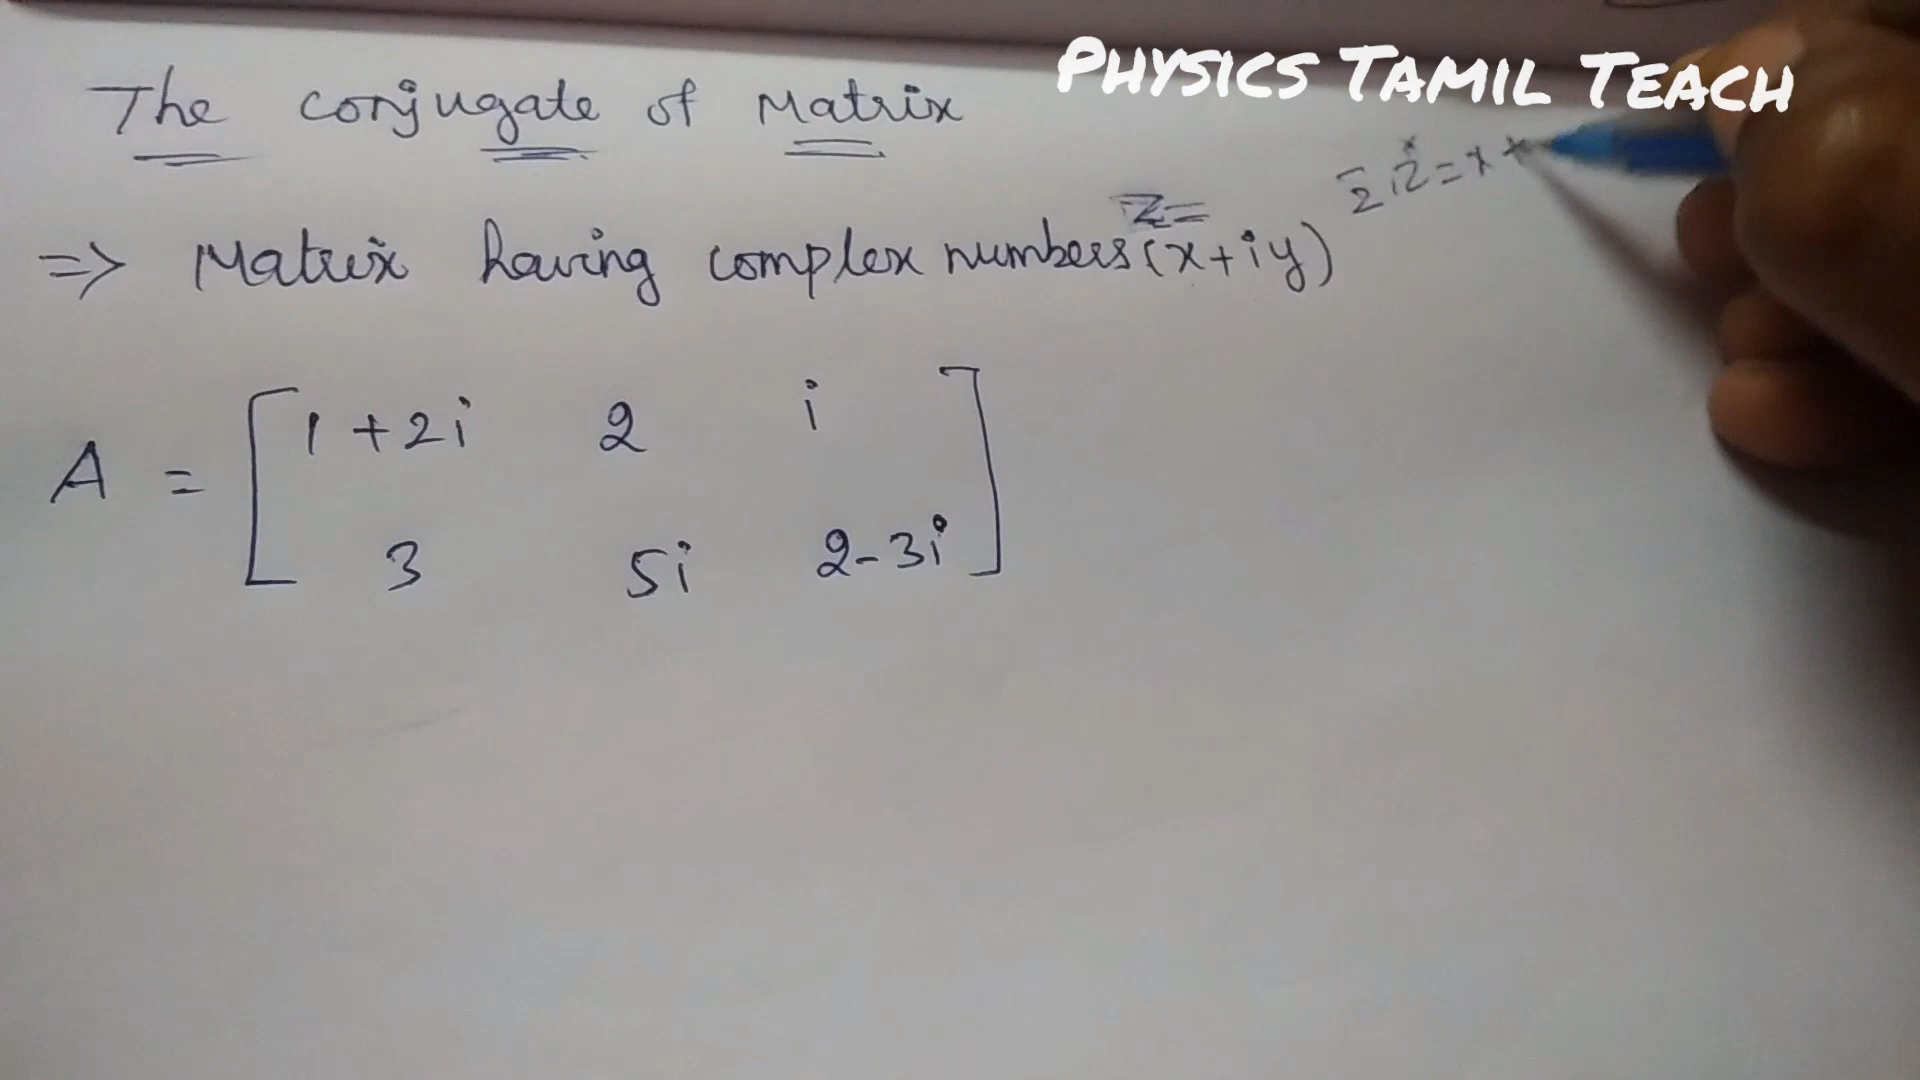 PHYSICS TAMIL TEACH
The conjugate of Matrix
z̄, z* = x +
z =
=> Matrix having complex numbers (x+iy)
A = [ 1+2i 2 i
3 5i 2-3i ]